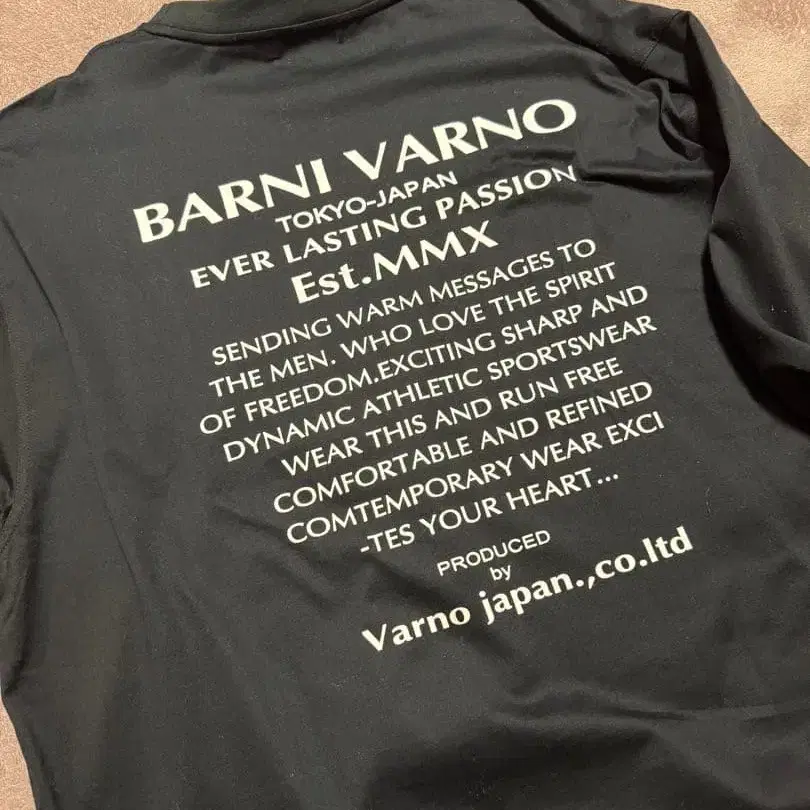 BARNI VARNO
TOKYO-JAPAN
EVER LASTING PASSION
Est.MMX
SENDING WARM MESSAGES TO
THE MEN. WHO LOVE THE SPIRIT
OF FREEDOM.EXCITING SHARP AND
DYNAMIC ATHLETIC SPORTSWEAR
WEAR THIS AND RUN FREE
COMFORTABLE AND REFINED
COMTEMPORARY WEAR EXCI
-TES YOUR HEART...
PRODUCED
by
Varno japan.,co.ltd